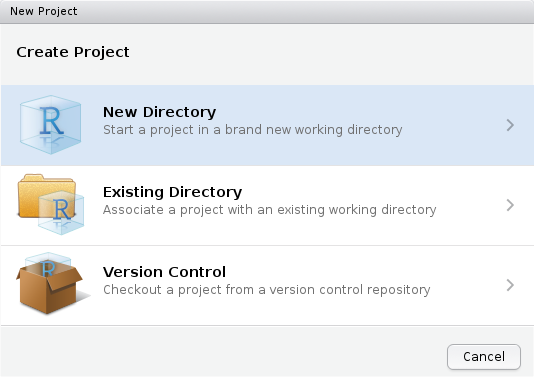 New Project
Create Project
R
New Directory
Start a project in a brand new working directory
R
Existing Directory
Associate a project with an existing working directory
R
Version Control
Checkout a project from a version control repository
Cancel